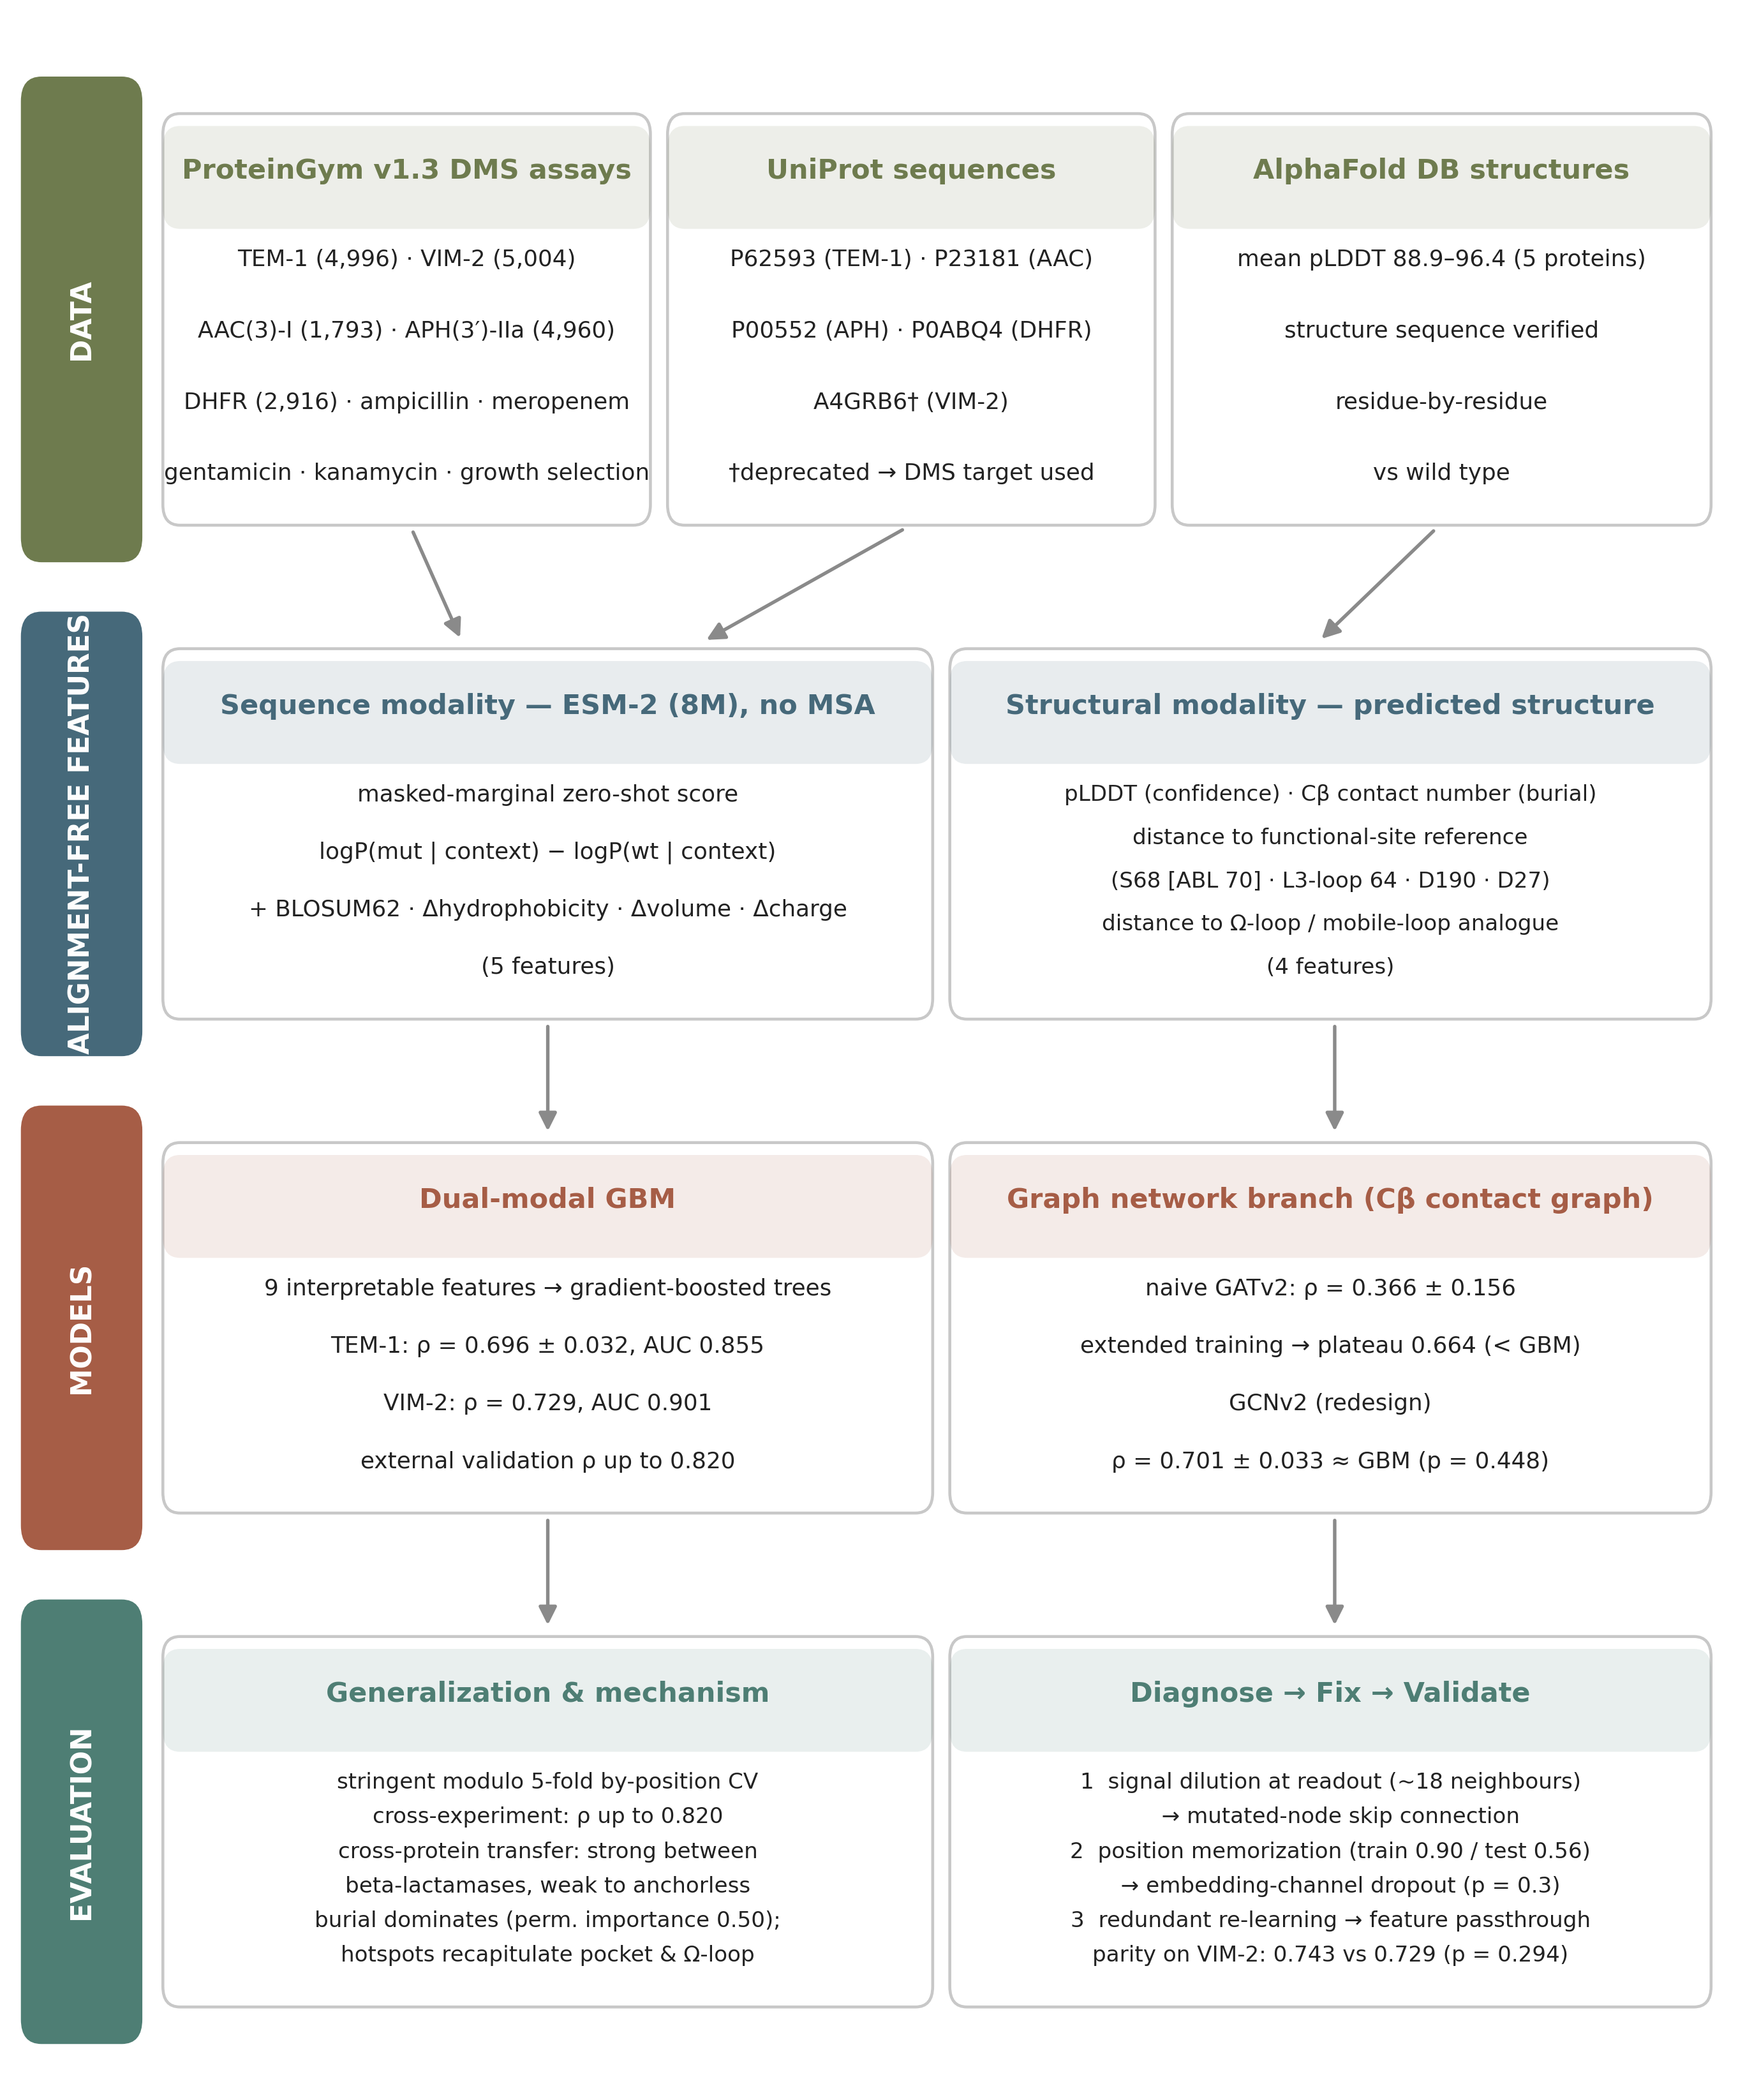 DATA
ProteinGym v1.3 DMS assays
TEM-1 (4,996) · VIM-2 (5,004)
AAC(3)-I (1,793) · APH(3′)-IIa (4,960)
DHFR (2,916) · ampicillin · meropenem
gentamicin · kanamycin · growth selection
UniProt sequences
P62593 (TEM-1) · P23181 (AAC)
P00552 (APH) · P0ABQ4 (DHFR)
A4GRB6† (VIM-2)
†deprecated → DMS target used
AlphaFold DB structures
mean pLDDT 88.9–96.4 (5 proteins)
structure sequence verified
residue-by-residue
vs wild type
ALIGNMENT-FREE FEATURES
Sequence modality — ESM-2 (8M), no MSA
masked-marginal zero-shot score
logP(mut | context) − logP(wt | context)
+ BLOSUM62 · Δhydrophobicity · Δvolume · Δcharge
(5 features)
Structural modality — predicted structure
pLDDT (confidence) · Cβ contact number (burial)
distance to functional-site reference
(S68 [ABL 70] · L3-loop 64 · D190 · D27)
distance to Ω-loop / mobile-loop analogue
(4 features)
MODELS
Dual-modal GBM
9 interpretable features → gradient-boosted trees
TEM-1: ρ = 0.696 ± 0.032, AUC 0.855
VIM-2: ρ = 0.729, AUC 0.901
external validation ρ up to 0.820
Graph network branch (Cβ contact graph)
naive GATv2: ρ = 0.366 ± 0.156
extended training → plateau 0.664 (< GBM)
GCNv2 (redesign)
ρ = 0.701 ± 0.033 ≈ GBM (p = 0.448)
EVALUATION
Generalization & mechanism
stringent modulo 5-fold by-position CV
cross-experiment: ρ up to 0.820
cross-protein transfer: strong between
beta-lactamases, weak to anchorless
burial dominates (perm. importance 0.50);
hotspots recapitulate pocket & Ω-loop
Diagnose → Fix → Validate
1 signal dilution at readout (~18 neighbours)
→ mutated-node skip connection
2 position memorization (train 0.90 / test 0.56)
→ embedding-channel dropout (p = 0.3)
3 redundant re-learning → feature passthrough
parity on VIM-2: 0.743 vs 0.729 (p = 0.294)